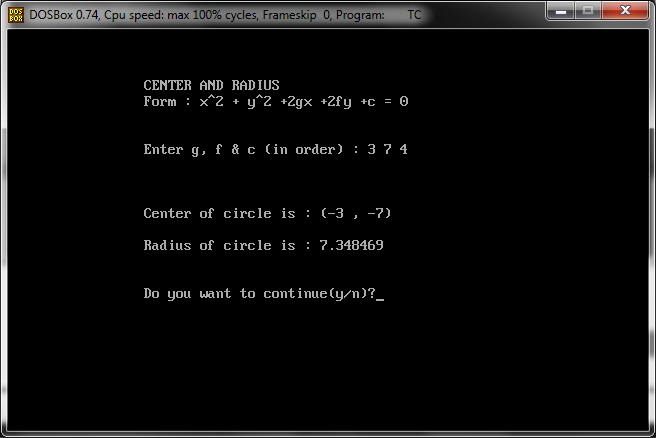 DOS BOX DOSBox 0.74, Cpu speed: max 100% cycles, Frameskip 0, Program: TC
CENTER AND RADIUS
Form : x^2 + y^2 +2gx +2fy +c = 0
Enter g, f & c (in order) : 3 7 4
Center of circle is : (-3 , -7)
Radius of circle is : 7.348469
Do you want to continue(y/n)?_